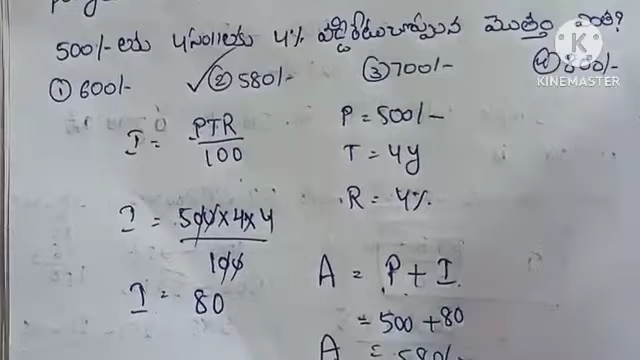 500/-లకు 4సం॥లకు 4% వడ్డీరేటు చొప్పున మొత్తం ఎంత?
① 600/- ✓② 580/- ③ 700/- ④ 800/-
K
KINEMASTER
I = PTR/100 P = 500/-
T = 4y
R = 4%
I = 500×4×4/100
A = P + I
I = 80
= 500 + 80
A = 580/-